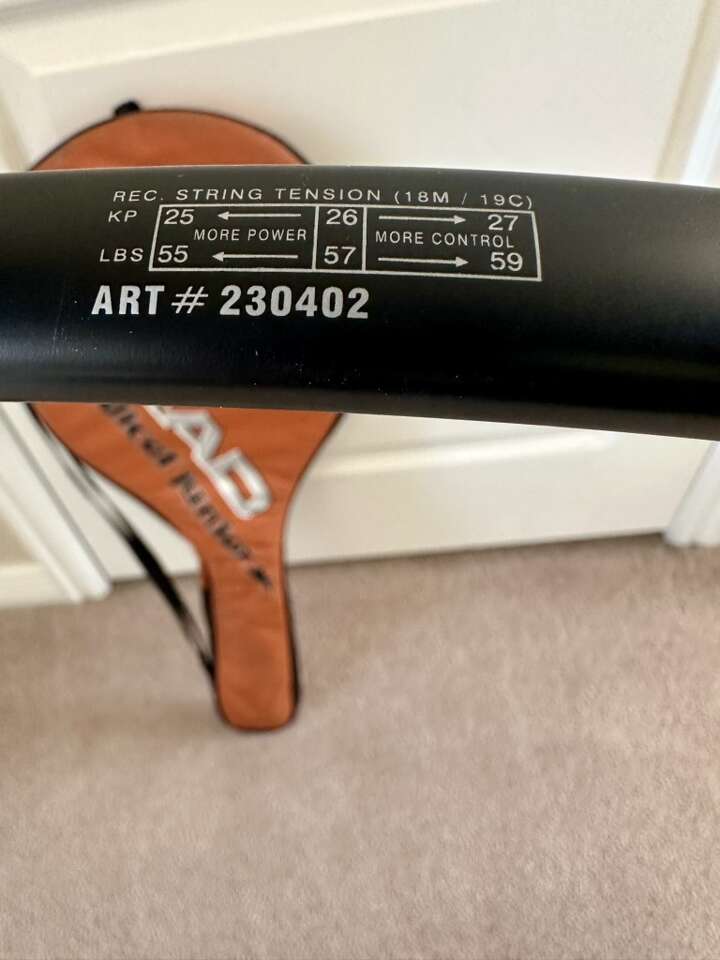 REC. STRING TENSION (18M / 19C)
KP 25 26 27
MORE POWER MORE CONTROL
LBS 55 57 59
ART # 230402
EAD